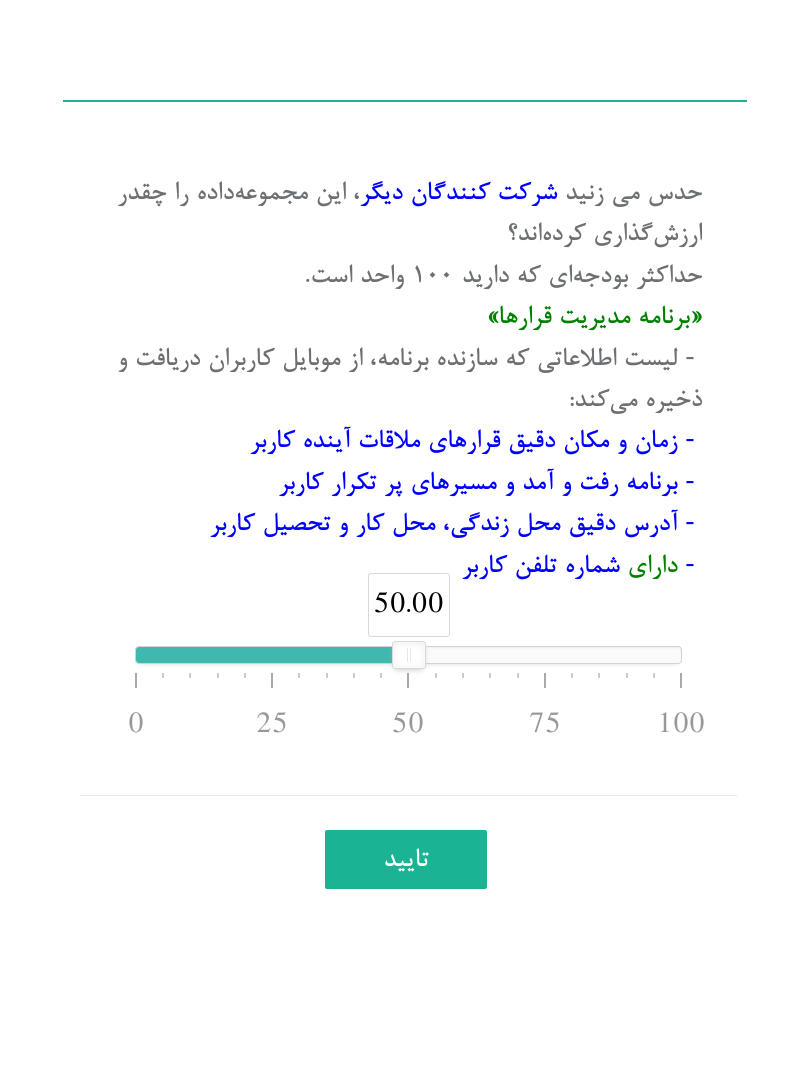 حدس می زنید شرکت کنندگان دیگر، این مجموعه‌داده را چقدر
ارزش‌گذاری کرده‌اند؟
حداکثر بودجه‌ای که دارید ۱۰۰ واحد است.
«برنامه مدیریت قرارها»
- لیست اطلاعاتی که سازنده برنامه، از موبایل کاربران دریافت و
ذخیره می‌کند:
- زمان و مکان دقیق قرارهای ملاقات آینده کاربر
- برنامه رفت و آمد و مسیرهای پر تکرار کاربر
- آدرس دقیق محل زندگی، محل کار و تحصیل کاربر
- دارای شماره تلفن کاربر
50.00
0 25 50 75 100
تایید